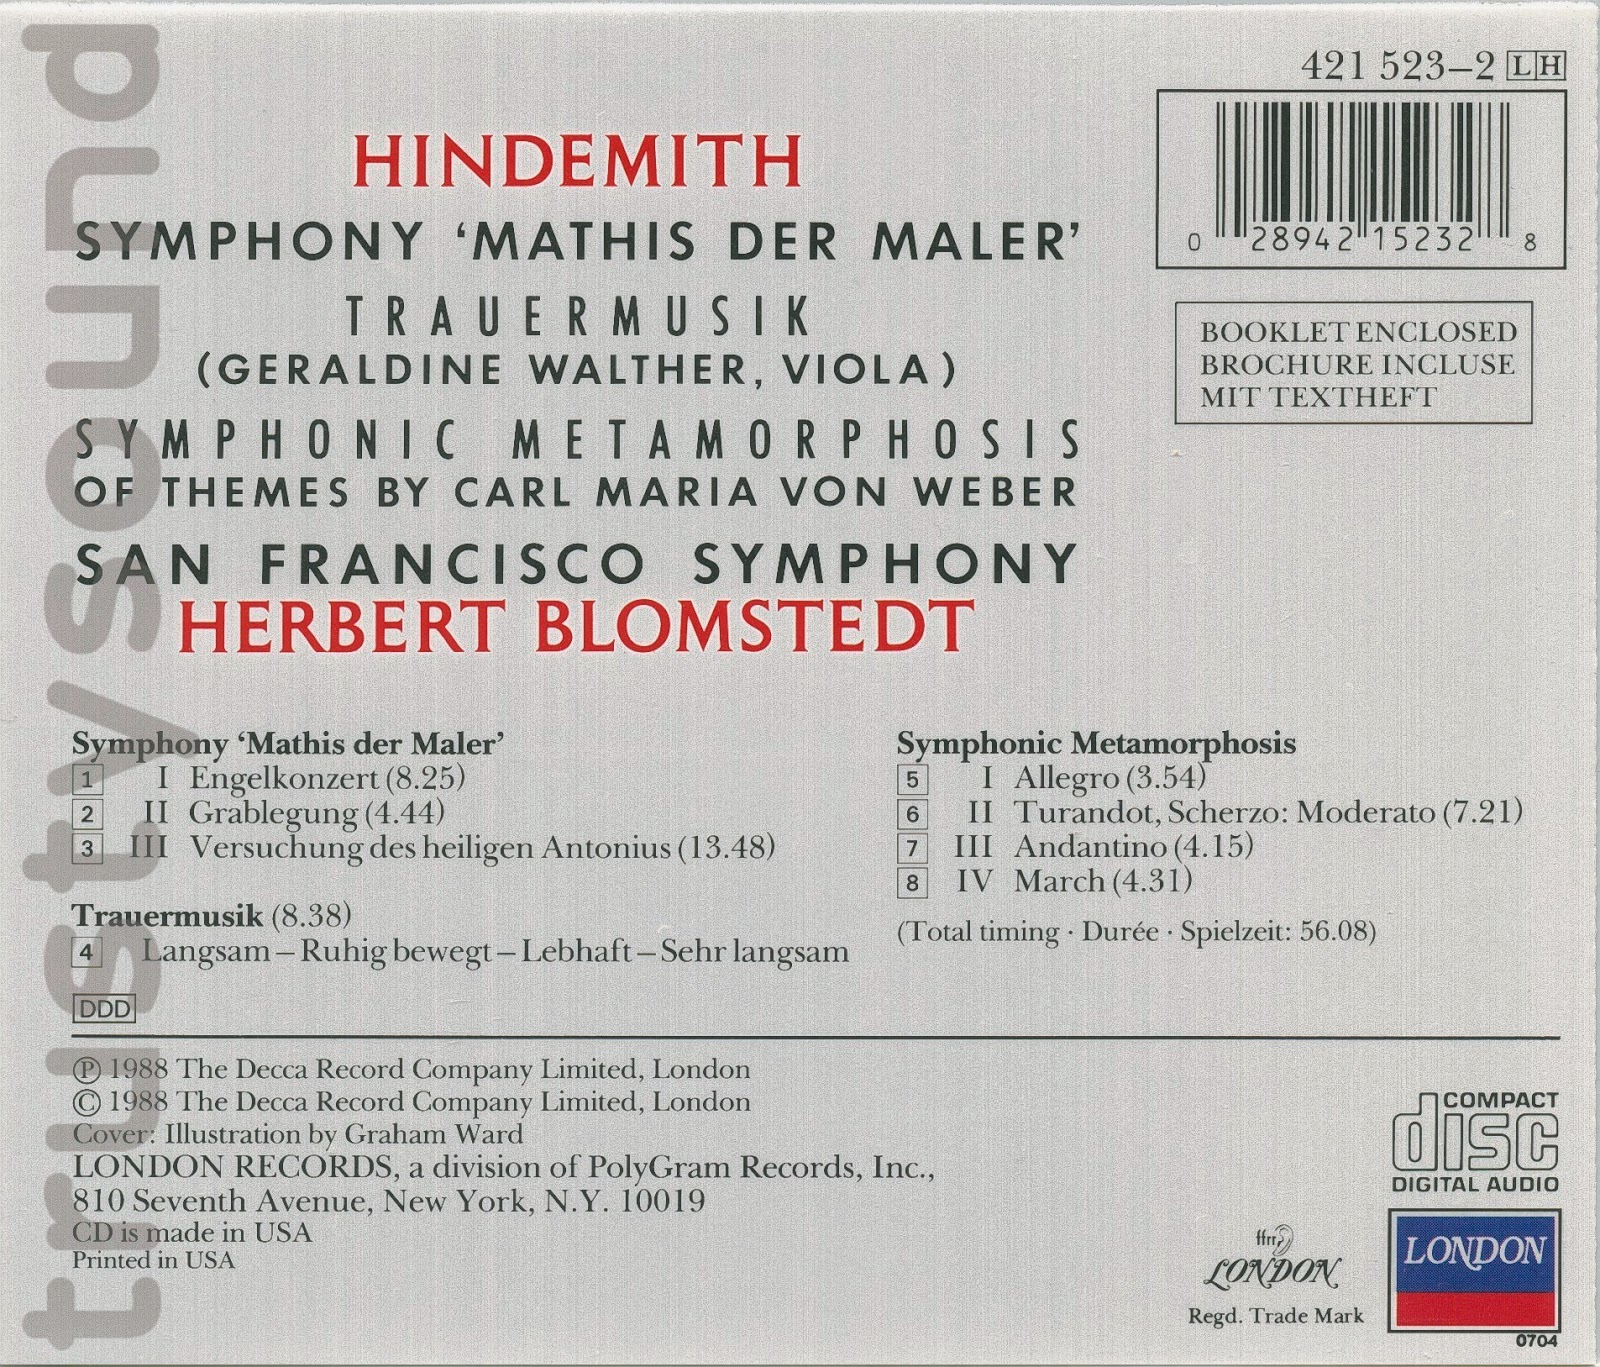 421 523–2 LH
0 28942 15232 8
HINDEMITH
SYMPHONY ‘MATHIS DER MALER’
TRAUERMUSIK
(GERALDINE WALTHER, VIOLA)
SYMPHONIC METAMORPHOSIS
OF THEMES BY CARL MARIA VON WEBER
SAN FRANCISCO SYMPHONY
HERBERT BLOMSTEDT
BOOKLET ENCLOSED
BROCHURE INCLUSE
MIT TEXTHEFT
Symphony ‘Mathis der Maler’
1 I Engelkonzert (8.25)
2 II Grablegung (4.44)
3 III Versuchung des heiligen Antonius (13.48)
Trauermusik (8.38)
4 Langsam – Ruhig bewegt – Lebhaft – Sehr langsam
DDD
Symphonic Metamorphosis
5 I Allegro (3.54)
6 II Turandot, Scherzo: Moderato (7.21)
7 III Andantino (4.15)
8 IV March (4.31)
(Total timing · Durée · Spielzeit: 56.08)
℗ 1988 The Decca Record Company Limited, London
© 1988 The Decca Record Company Limited, London
Cover: Illustration by Graham Ward
LONDON RECORDS, a division of PolyGram Records, Inc.,
810 Seventh Avenue, New York, N.Y. 10019
CD is made in USA
Printed in USA
COMPACT
disc
DIGITAL AUDIO
ffrr
LONDON
Regd. Trade Mark
LONDON
0704
trustysound